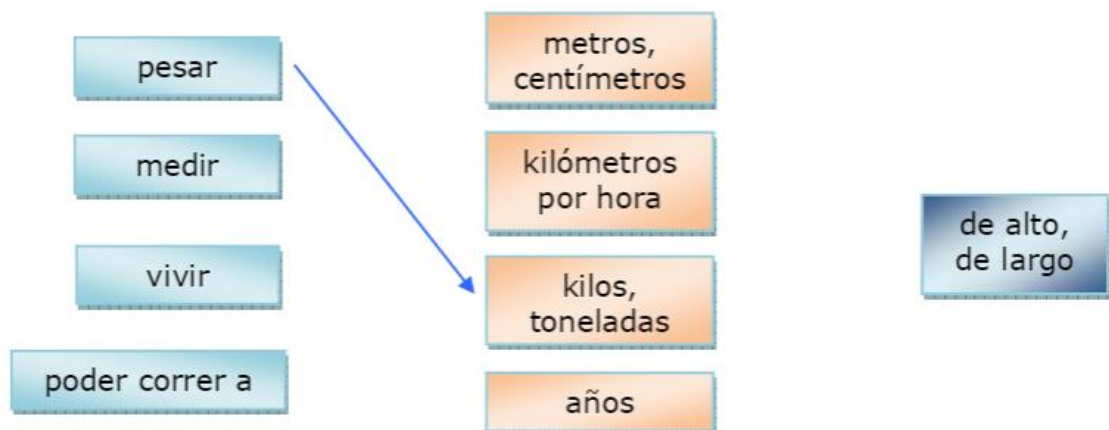 pesar
medir
vivir
poder correr a
metros,
centímetros
kilómetros
por hora
kilos,
toneladas
años
de alto,
de largo